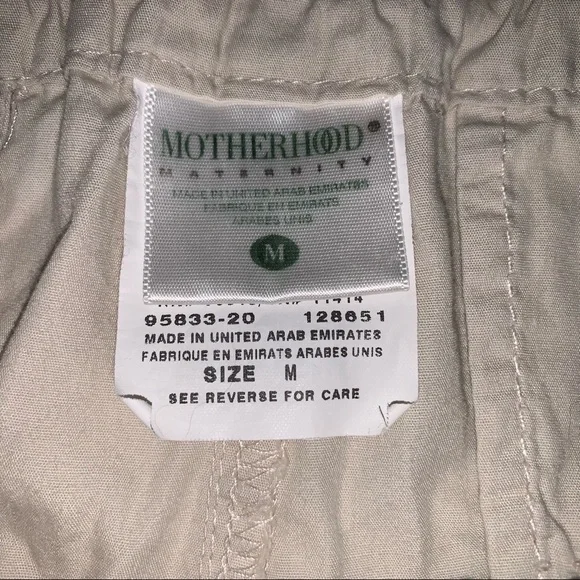 MOTHERHOOD®
MATERNITY
MADE IN UNITED ARAB EMIRATES
FABRIQUE EN EMIRATS
ARABES UNIS
M
95833-20 128651
MADE IN UNITED ARAB EMIRATES
FABRIQUE EN EMIRATS ARABES UNIS
SIZE M
SEE REVERSE FOR CARE